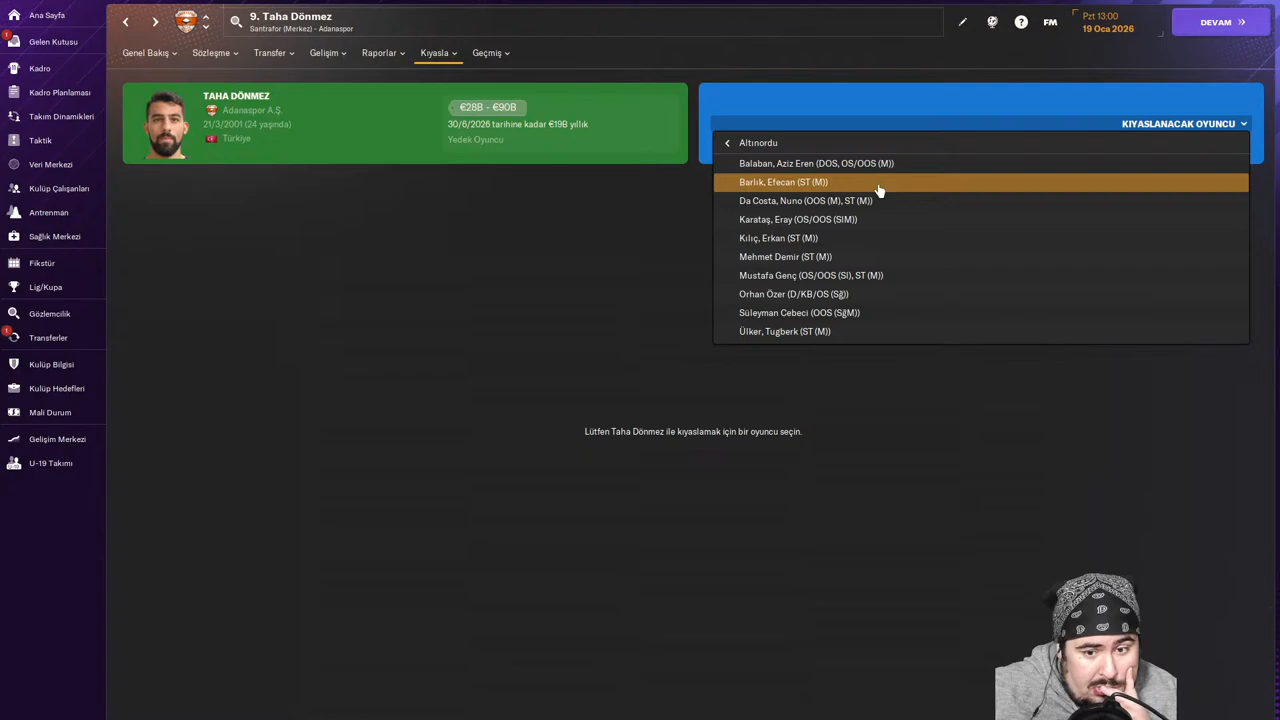 Ana Sayfa
1
Gelen Kutusu
Kadro
Kadro Planlaması
Takım Dinamikleri
Taktik
Veri Merkezi
Kulüp Çalışanları
Antrenman
Sağlık Merkezi
Fikstür
Lig/Kupa
Gözlemcilik
1
Transferler
Kulüp Bilgisi
Kulüp Hedefleri
Mali Durum
Gelişim Merkezi
U-19
U-19 Takımı
9. Taha Dönmez
Santrafor (Merkez) - Adanaspor
?
FM
Pzt 13:00
19 Oca 2026
DEVAM
Genel Bakış
Sözleşme
Transfer
Gelişim
Raporlar
Kıyasla
Geçmiş
TAHA DÖNMEZ
Adanaspor A.Ş.
21/3/2001 (24 yaşında)
Türkiye
€28B - €90B
30/6/2026 tarihine kadar €19B yıllık
Yedek Oyuncu
KIYASLANACAK OYUNCU
Altınordu
Balaban, Aziz Eren (DOS, OS/OOS (M))
Barlık, Efecan (ST (M))
Da Costa, Nuno (OOS (M), ST (M))
Karataş, Eray (OS/OOS (SlM))
Kılıç, Erkan (ST (M))
Mehmet Demir (ST (M))
Mustafa Genç (OS/OOS (Sl), ST (M))
Orhan Özer (D/KB/OS (Sğ))
Süleyman Cebeci (OOS (SğM))
Ülker, Tugberk (ST (M))
Lütfen Taha Dönmez ile kıyaslamak için bir oyuncu seçin.